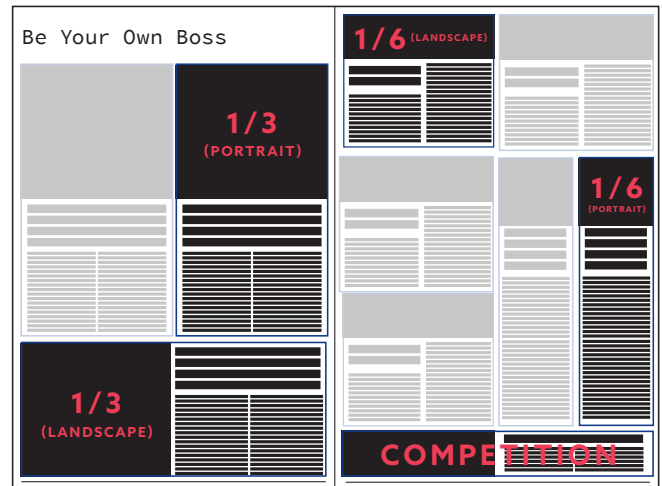 Be Your Own Boss
1/3
(PORTRAIT)
1/3
(LANDSCAPE)
1/6 (LANDSCAPE)
1/6
(PORTRAIT)
COMPETITION